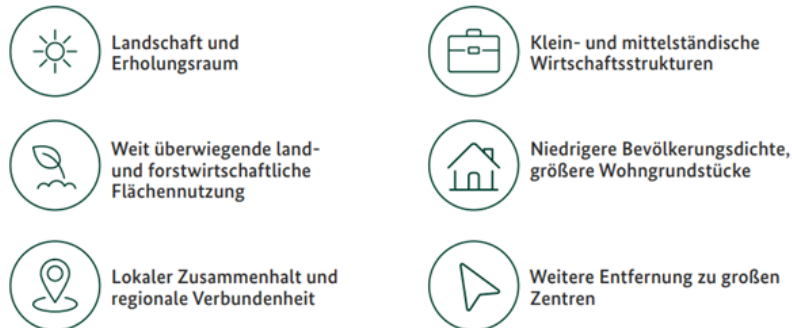 Landschaft und
Erholungsraum
Klein- und mittelständische
Wirtschaftsstrukturen
Weit überwiegende land-
und forstwirtschaftliche
Flächennutzung
Niedrigere Bevölkerungsdichte,
größere Wohngrundstücke
Lokaler Zusammenhalt und
regionale Verbundenheit
Weitere Entfernung zu großen
Zentren